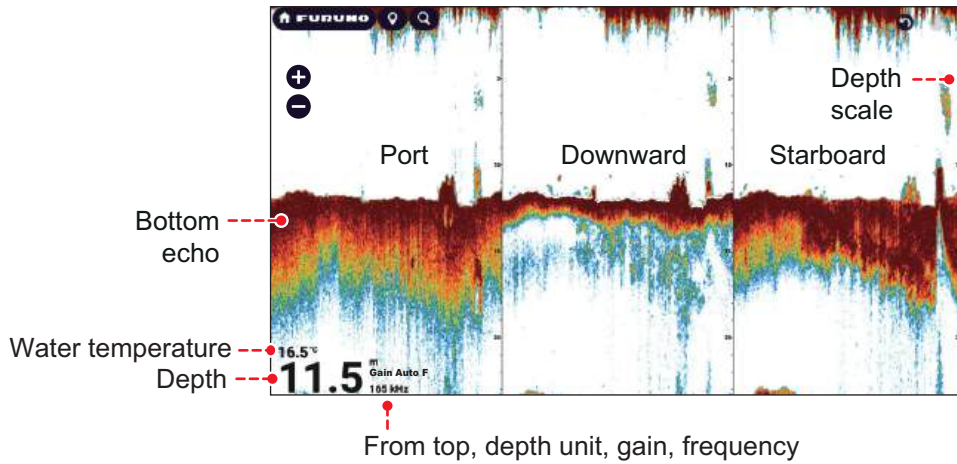 FURUNO
Depth
scale
Port
Downward
Starboard
Bottom
echo
Water temperature
16.5℃
Depth
11.5
m
Gain Auto F
165 kHz
From top, depth unit, gain, frequency